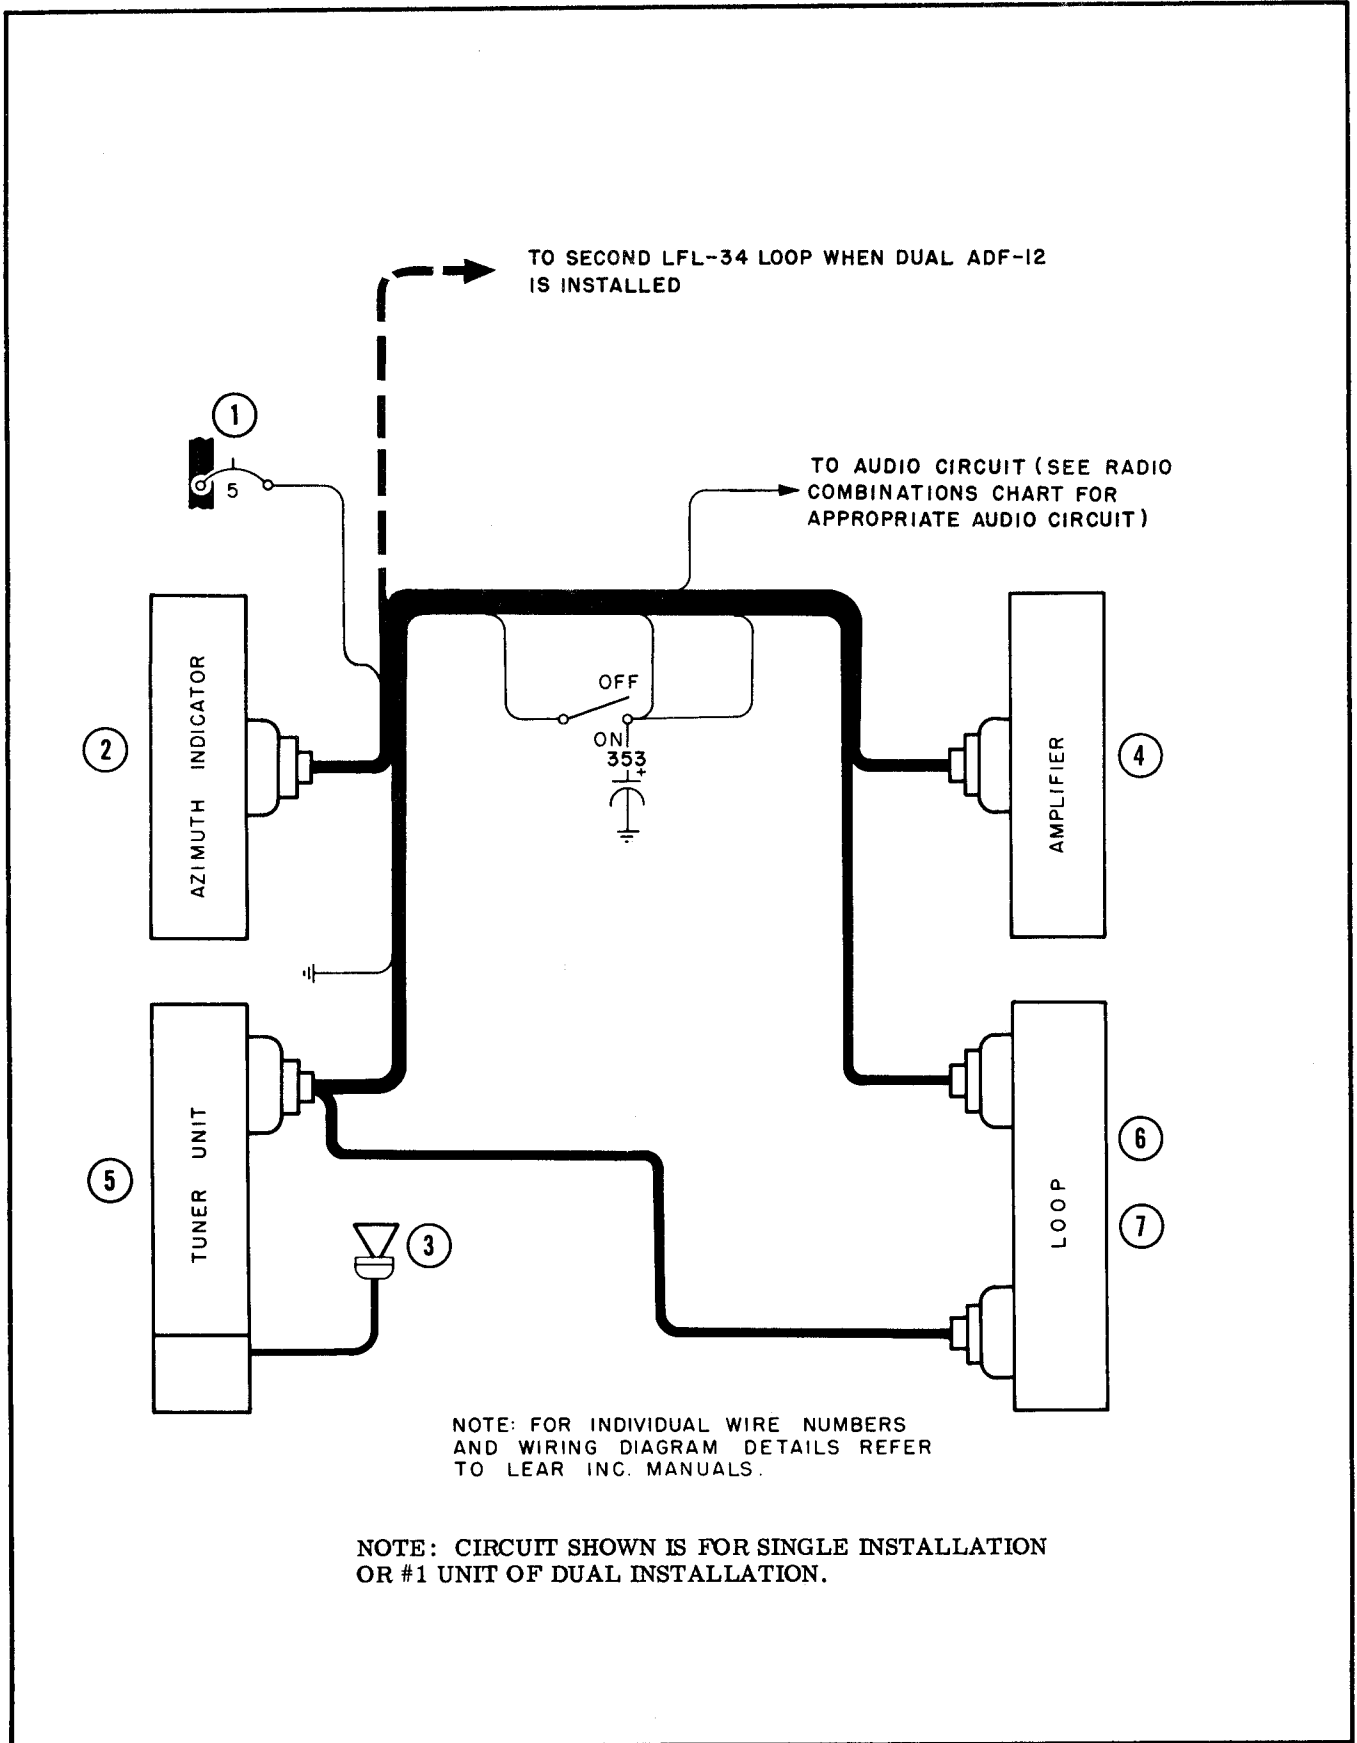 TO SECOND LFL-34 LOOP WHEN DUAL ADF-12
IS INSTALLED
1
5
TO AUDIO CIRCUIT (SEE RADIO
COMBINATIONS CHART FOR
APPROPRIATE AUDIO CIRCUIT)
OFF
ON
353
+
2
AZIMUTH INDICATOR
AMPLIFIER
4
5
TUNER UNIT
3
LOOP
6
7
NOTE: FOR INDIVIDUAL WIRE NUMBERS
AND WIRING DIAGRAM DETAILS REFER
TO LEAR INC. MANUALS.
NOTE: CIRCUIT SHOWN IS FOR SINGLE INSTALLATION
OR #1 UNIT OF DUAL INSTALLATION.